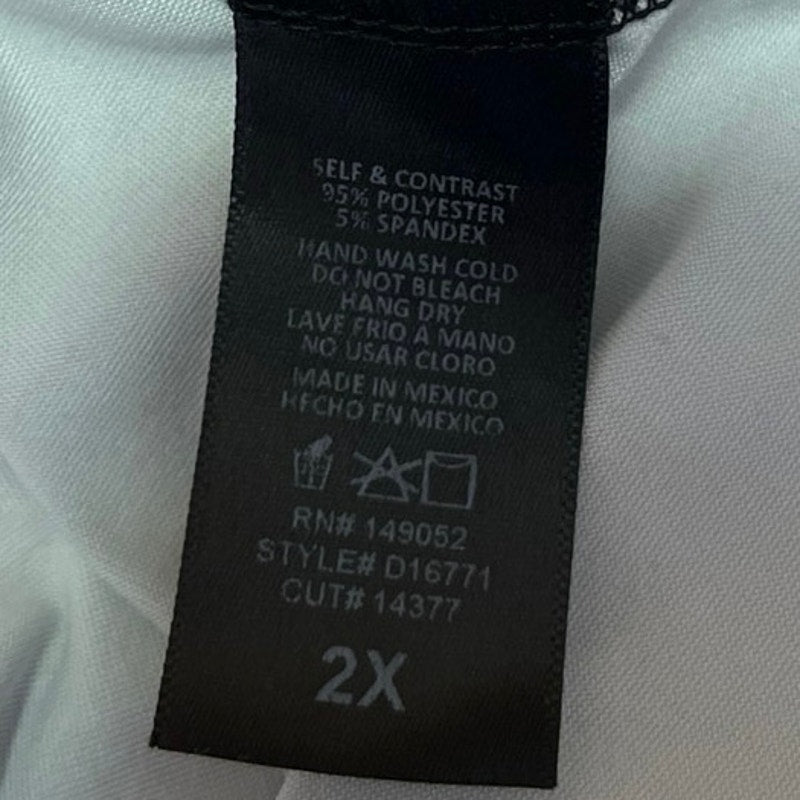 SELF & CONTRAST
95% POLYESTER
5% SPANDEX
HAND WASH COLD
DO NOT BLEACH
HANG DRY
LAVE FRIO A MANO
NO USAR CLORO
MADE IN MEXICO
HECHO EN MEXICO
RN# 149052
STYLE# D16771
CUT# 14377
2X